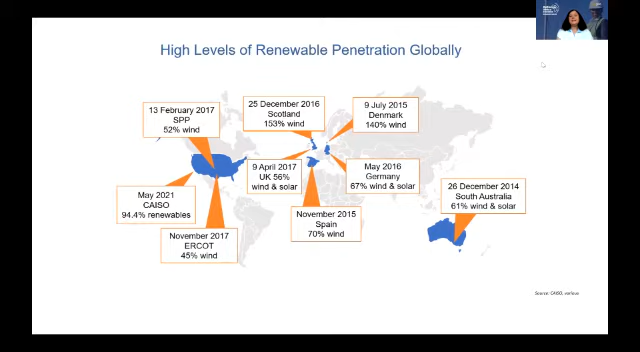 High Levels of Renewable Penetration Globally
13 February 2017
SPP
52% wind
25 December 2016
Scotland
153% wind
9 July 2015
Denmark
140% wind
9 April 2017
UK 56%
wind & solar
May 2016
Germany
67% wind & solar
26 December 2014
South Australia
61% wind & solar
May 2021
CAISO
94.4% renewables
November 2015
Spain
70% wind
November 2017
ERCOT
45% wind
Source: CAISO, various